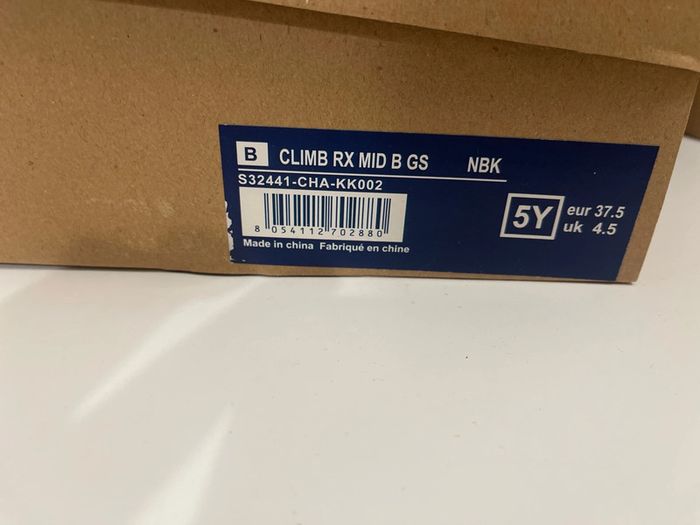 B CLIMB RX MID B GS NBK
S32441-CHA-KK002
8 054112 702880
Made in china Fabriqué en chine
5Y eur 37.5
uk 4.5